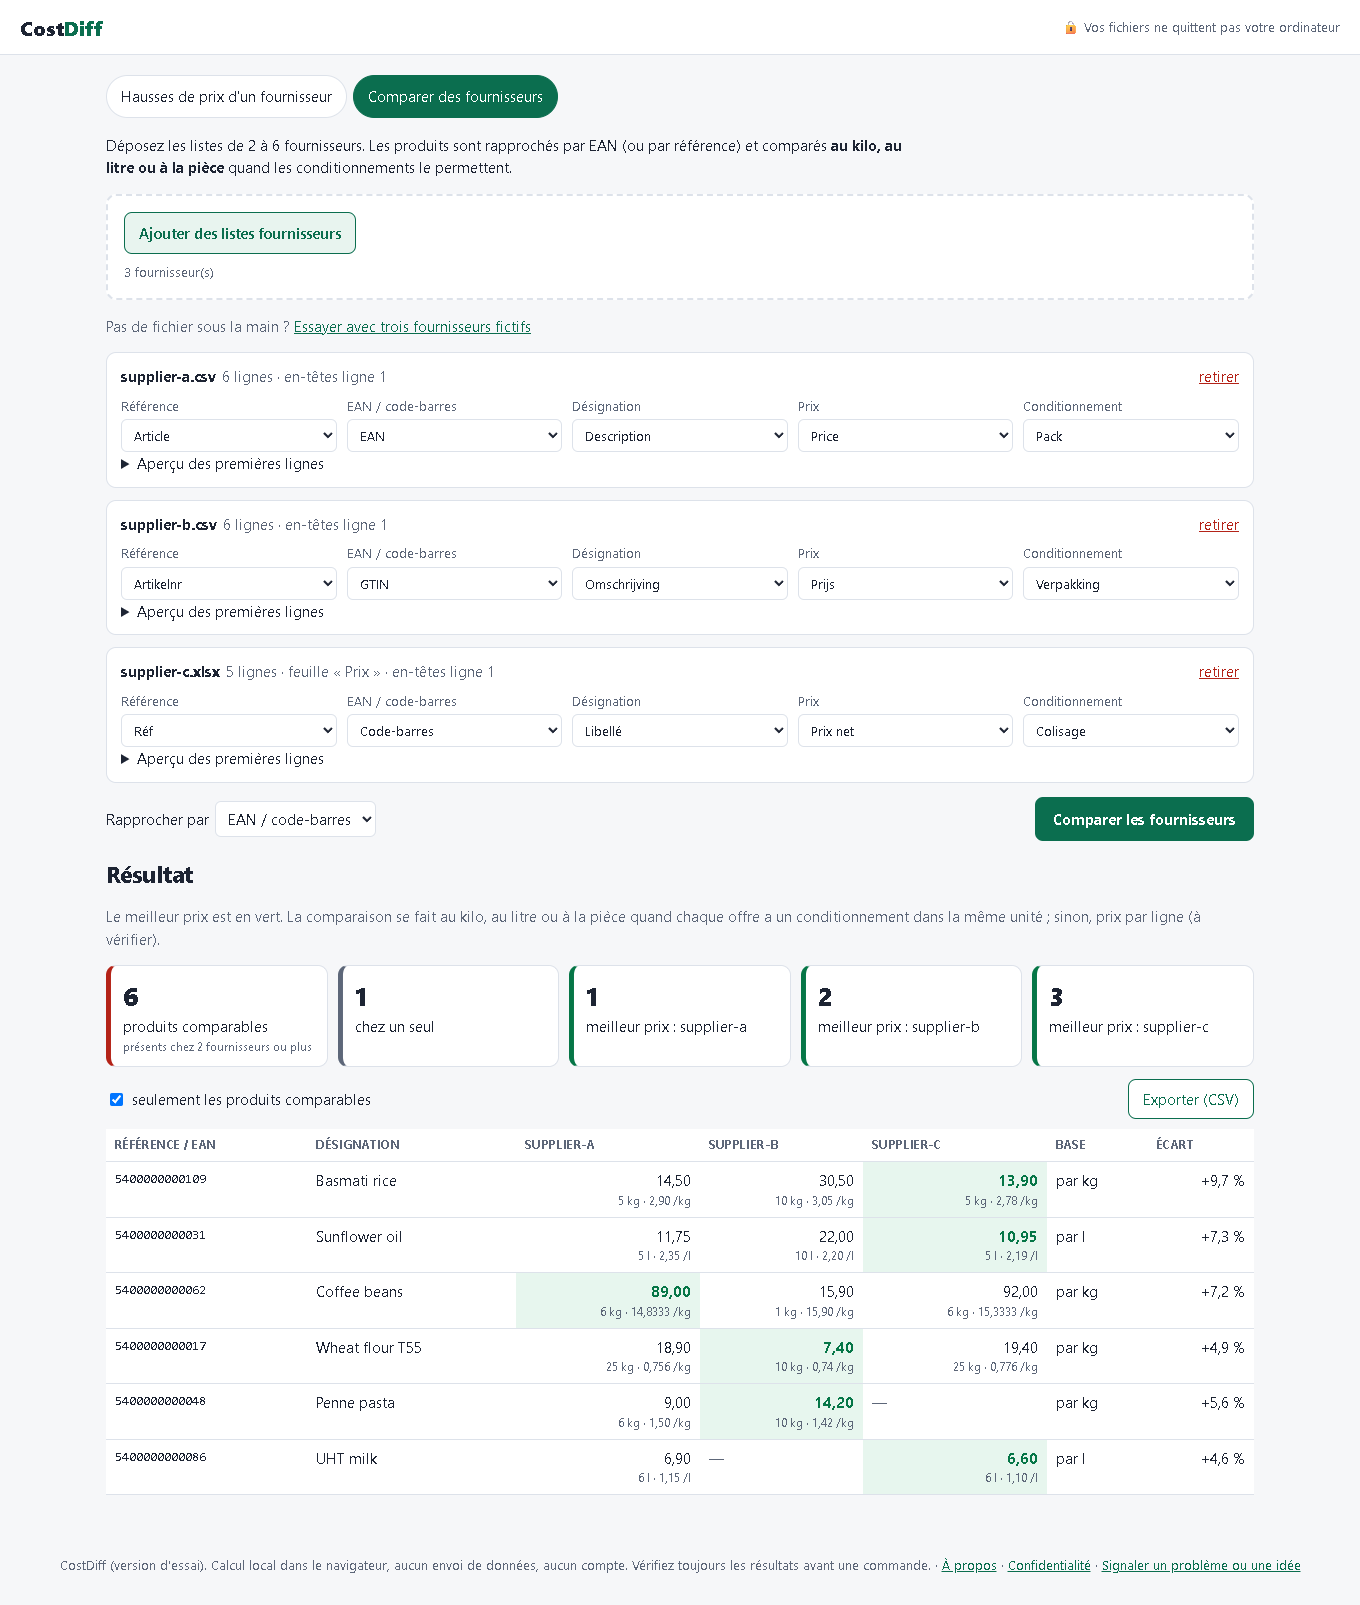 CostDiff
🔒 Vos fichiers ne quittent pas votre ordinateur
Hausses de prix d'un fournisseur
Comparer des fournisseurs
Déposez les listes de 2 à 6 fournisseurs. Les produits sont rapprochés par EAN (ou par référence) et comparés au kilo, au
litre ou à la pièce quand les conditionnements le permettent.
Ajouter des listes fournisseurs
3 fournisseur(s)
Pas de fichier sous la main ? Essayer avec trois fournisseurs fictifs
supplier-a.csv 6 lignes · en-têtes ligne 1 retirer
Référence EAN / code-barres Désignation Prix Conditionnement
Article EAN Description Price Pack
▶ Aperçu des premières lignes
supplier-b.csv 6 lignes · en-têtes ligne 1 retirer
Référence EAN / code-barres Désignation Prix Conditionnement
Artikelnr GTIN Omschrijving Prijs Verpakking
▶ Aperçu des premières lignes
supplier-c.xlsx 5 lignes · feuille « Prix » · en-têtes ligne 1 retirer
Référence EAN / code-barres Désignation Prix Conditionnement
Réf Code-barres Libellé Prix net Colisage
▶ Aperçu des premières lignes
Rapprocher par EAN / code-barres Comparer les fournisseurs
Résultat
Le meilleur prix est en vert. La comparaison se fait au kilo, au litre ou à la pièce quand chaque offre a un conditionnement dans la même unité ; sinon, prix par ligne (à
vérifier).
6
produits comparables
présents chez 2 fournisseurs ou plus
1
chez un seul
1
meilleur prix : supplier-a
2
meilleur prix : supplier-b
3
meilleur prix : supplier-c
seulement les produits comparables Exporter (CSV)
RÉFÉRENCE / EAN DÉSIGNATION SUPPLIER-A SUPPLIER-B SUPPLIER-C BASE ÉCART
5400000000109 Basmati rice 14,50 30,50 13,90 par kg +9,7 %
5 kg · 2,90 /kg 10 kg · 3,05 /kg 5 kg · 2,78 /kg
5400000000031 Sunflower oil 11,75 22,00 10,95 par l +7,3 %
5 l · 2,35 /l 10 l · 2,20 /l 5 l · 2,19 /l
5400000000062 Coffee beans 89,00 15,90 92,00 par kg +7,2 %
6 kg · 14,8333 /kg 1 kg · 15,90 /kg 6 kg · 15,3333 /kg
5400000000017 Wheat flour T55 18,90 7,40 19,40 par kg +4,9 %
25 kg · 0,756 /kg 10 kg · 0,74 /kg 25 kg · 0,776 /kg
5400000000048 Penne pasta 9,00 14,20 — par kg +5,6 %
6 kg · 1,50 /kg 10 kg · 1,42 /kg
5400000000086 UHT milk 6,90 — 6,60 par l +4,6 %
6 l · 1,15 /l 6 l · 1,10 /l
CostDiff (version d'essai). Calcul local dans le navigateur, aucun envoi de données, aucun compte. Vérifiez toujours les résultats avant une commande. · À propos · Confidentialité · Signaler un problème ou une idée